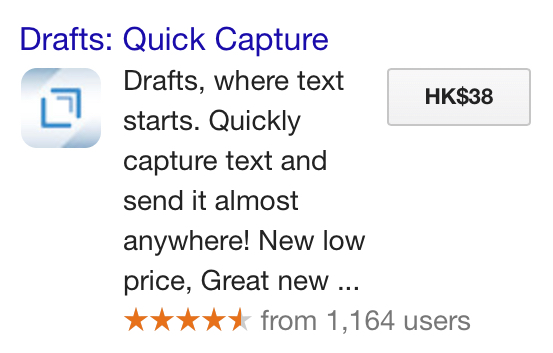 Drafts: Quick Capture
Drafts, where text
starts. Quickly
capture text and
send it almost
anywhere! New low
price, Great new ...
HK$38
from 1,164 users